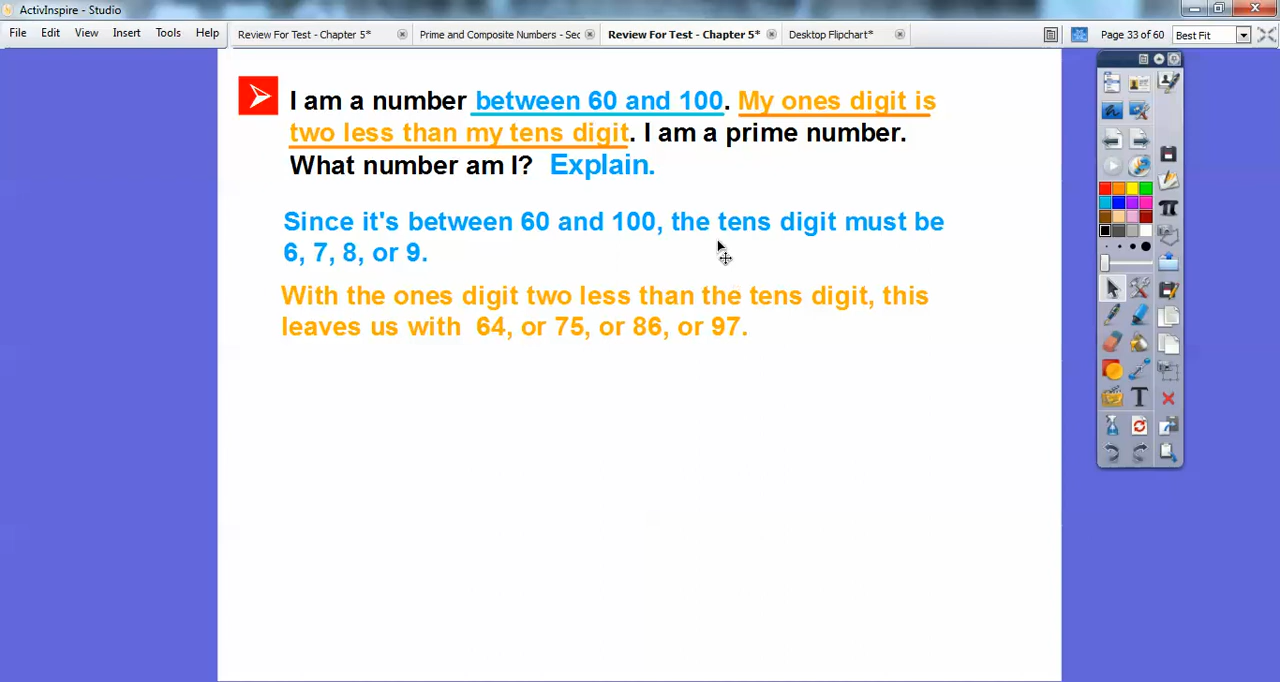 ActivInspire - Studio
File Edit View Insert Tools Help
Review For Test - Chapter 5* Prime and Composite Numbers - Sec Review For Test - Chapter 5* Desktop Flipchart* Page 33 of 60 Best Fit
I am a number between 60 and 100. My ones digit is
two less than my tens digit. I am a prime number.
What number am I? Explain.
Since it's between 60 and 100, the tens digit must be
6, 7, 8, or 9.
With the ones digit two less than the tens digit, this
leaves us with 64, or 75, or 86, or 97.